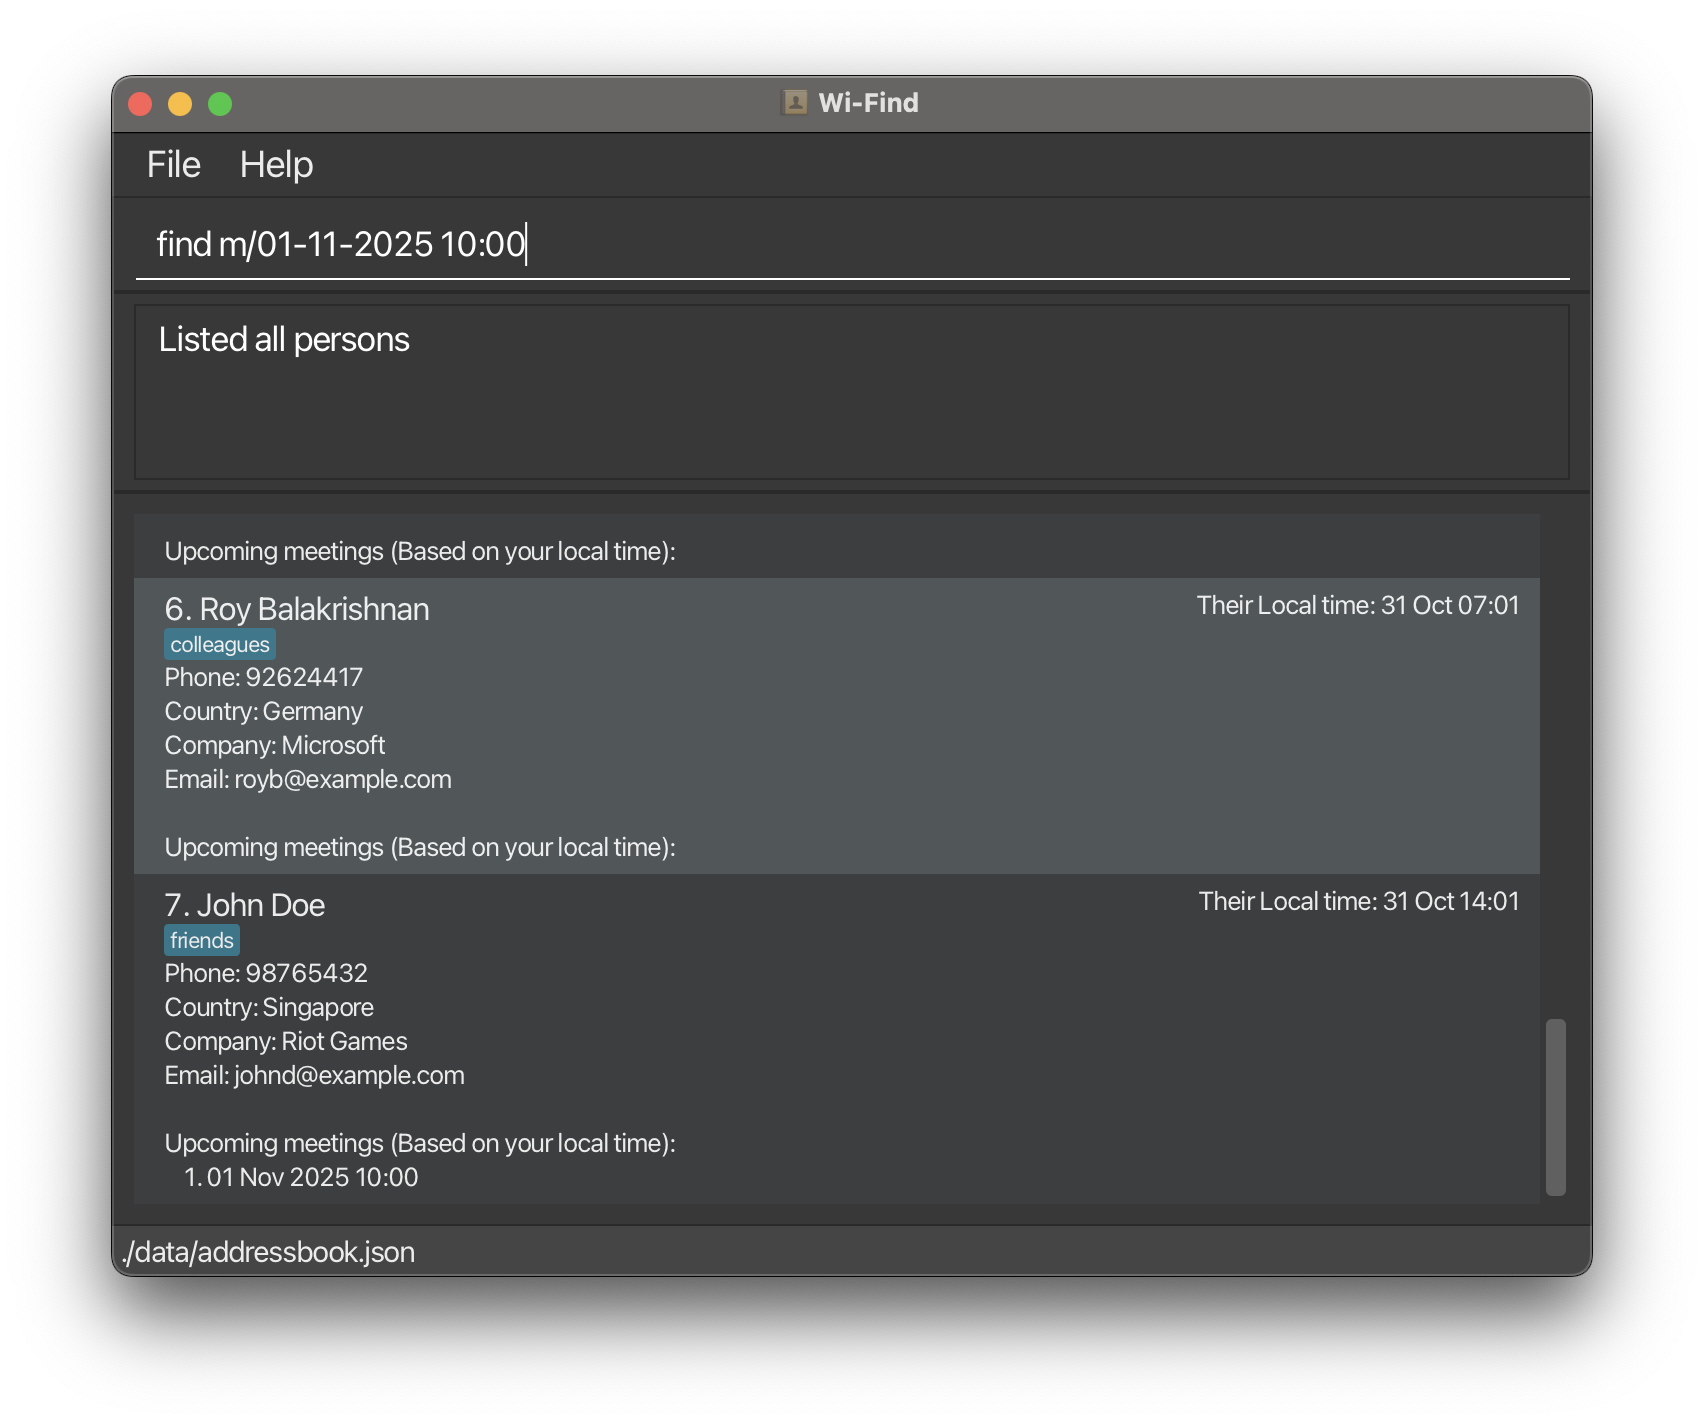 Wi-Find
File Help
find m/01-11-2025 10:00
Listed all persons
Upcoming meetings (Based on your local time):
6. Roy Balakrishnan
Their Local time: 31 Oct 07:01
colleagues
Phone: 92624417
Country: Germany
Company: Microsoft
Email: royb@example.com
Upcoming meetings (Based on your local time):
7. John Doe
Their Local time: 31 Oct 14:01
friends
Phone: 98765432
Country: Singapore
Company: Riot Games
Email: johnd@example.com
Upcoming meetings (Based on your local time):
1. 01 Nov 2025 10:00
./data/addressbook.json